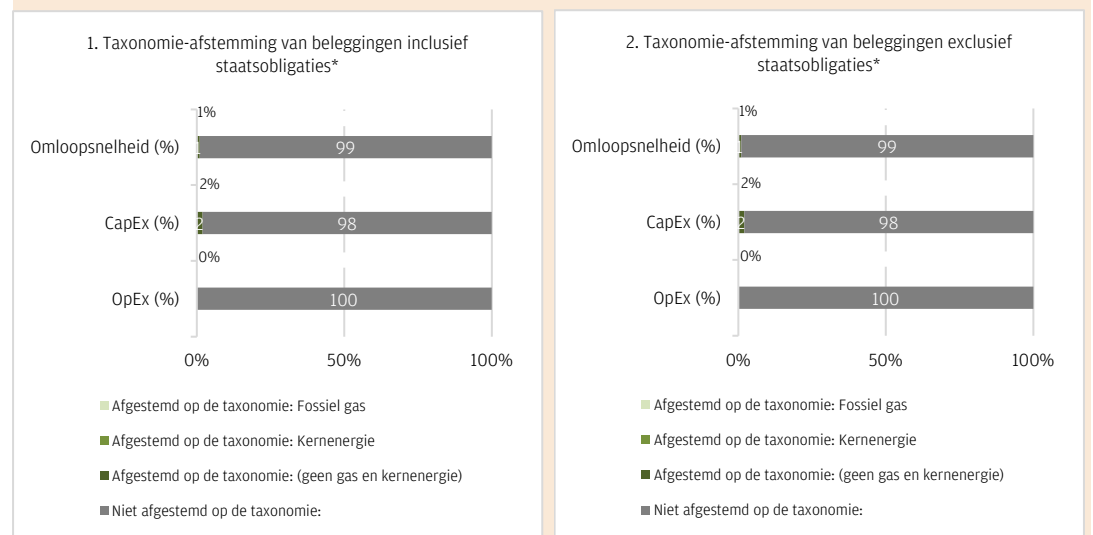 1. Taxonomie-afstemming van beleggingen inclusief
staatsobligaties*
1%
Omloopsnelheid (%)
1 99
2%
CapEx (%)
2 98
0%
OpEx (%)
100
0% 50% 100%
Afgestemd op de taxonomie: Fossiel gas
Afgestemd op de taxonomie: Kernenergie
Afgestemd op de taxonomie: (geen gas en kernenergie)
Niet afgestemd op de taxonomie:
2. Taxonomie-afstemming van beleggingen exclusief
staatsobligaties*
1%
Omloopsnelheid (%)
1 99
2%
CapEx (%)
2 98
0%
OpEx (%)
100
0% 50% 100%
Afgestemd op de taxonomie: Fossiel gas
Afgestemd op de taxonomie: Kernenergie
Afgestemd op de taxonomie: (geen gas en kernenergie)
Niet afgestemd op de taxonomie: